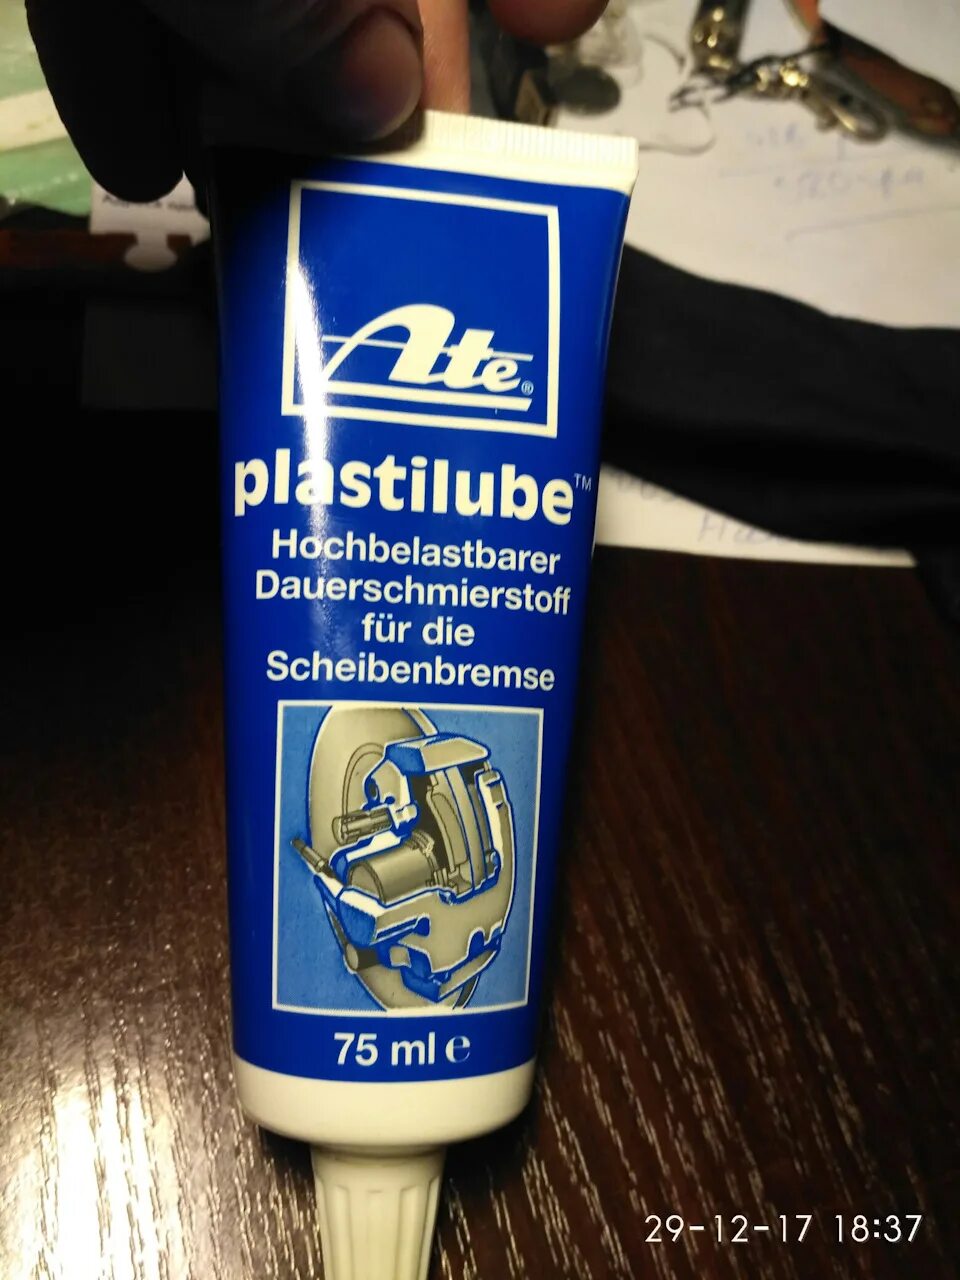 Ate®
plastilube™
Hochbelastbarer
Dauerschmierstoff
für die
Scheibenbremse
75 ml e
29-12-17 18:37